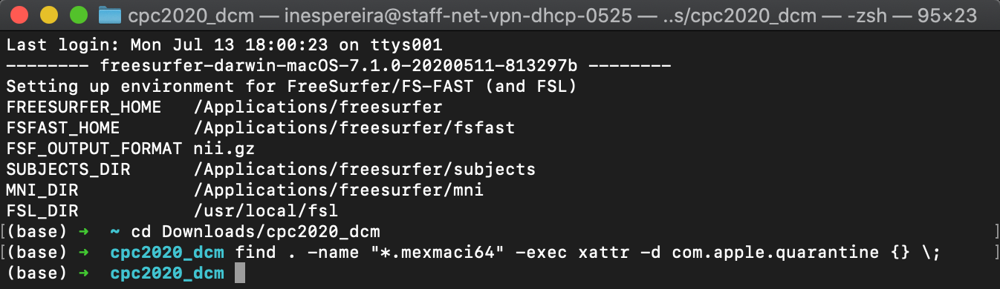 cpc2020_dcm — inespereira@staff-net-vpn-dhcp-0525 — ..s/cpc2020_dcm — -zsh — 95×23
Last login: Mon Jul 13 18:00:23 on ttys001
-------- freesurfer-darwin-macOS-7.1.0-20200511-813297b --------
Setting up environment for FreeSurfer/FS-FAST (and FSL)
FREESURFER_HOME   /Applications/freesurfer
FSFAST_HOME       /Applications/freesurfer/fsfast
FSF_OUTPUT_FORMAT nii.gz
SUBJECTS_DIR      /Applications/freesurfer/subjects
MNI_DIR           /Applications/freesurfer/mni
FSL_DIR           /usr/local/fsl
[(base) ➜  ~ cd Downloads/cpc2020_dcm ]
[(base) ➜  cpc2020_dcm find . -name "*.mexmaci64" -exec xattr -d com.apple.quarantine {} \; ]
(base) ➜  cpc2020_dcm